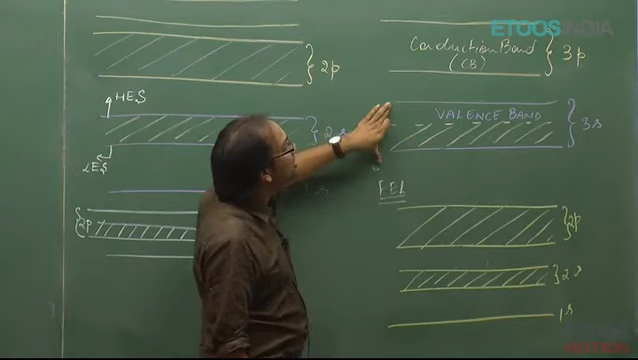 ETOOSINDIA
2p
HES
LES
2p
Conduction Band
(CB)
3p
VALENCE BAND
3s
FEL
2p
2s
1s